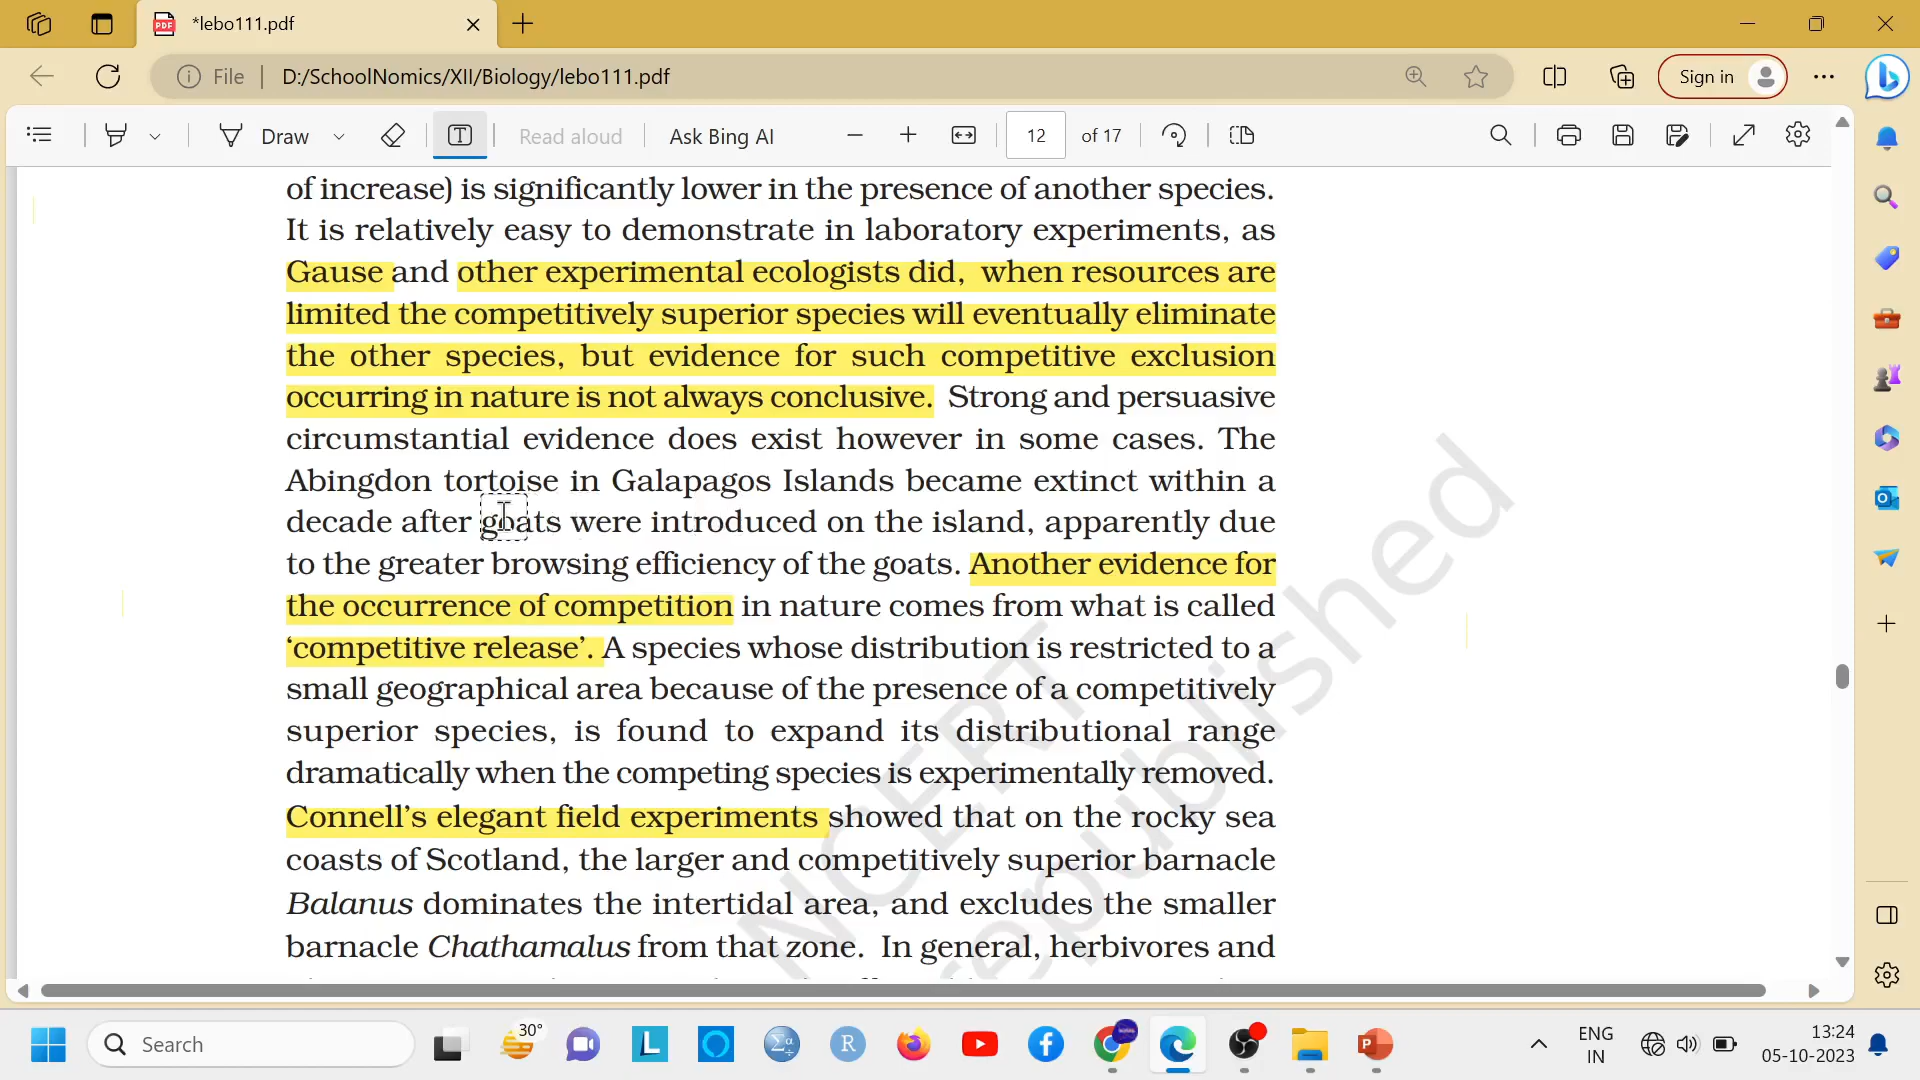 *lebo111.pdf
File D:/SchoolNomics/XII/Biology/lebo111.pdf
Sign in
Draw
Read aloud
Ask Bing AI
12 of 17
of increase) is significantly lower in the presence of another species.
It is relatively easy to demonstrate in laboratory experiments, as
Gause and other experimental ecologists did, when resources are
limited the competitively superior species will eventually eliminate
the other species, but evidence for such competitive exclusion
occurring in nature is not always conclusive. Strong and persuasive
circumstantial evidence does exist however in some cases. The
Abingdon tortoise in Galapagos Islands became extinct within a
decade after goats were introduced on the island, apparently due
to the greater browsing efficiency of the goats. Another evidence for
the occurrence of competition in nature comes from what is called
‘competitive release’. A species whose distribution is restricted to a
small geographical area because of the presence of a competitively
superior species, is found to expand its distributional range
dramatically when the competing species is experimentally removed.
Connell’s elegant field experiments showed that on the rocky sea
coasts of Scotland, the larger and competitively superior barnacle
Balanus dominates the intertidal area, and excludes the smaller
barnacle Chathamalus from that zone. In general, herbivores and
NCERT
republished
Search
30°
ENG
IN
13:24
05-10-2023